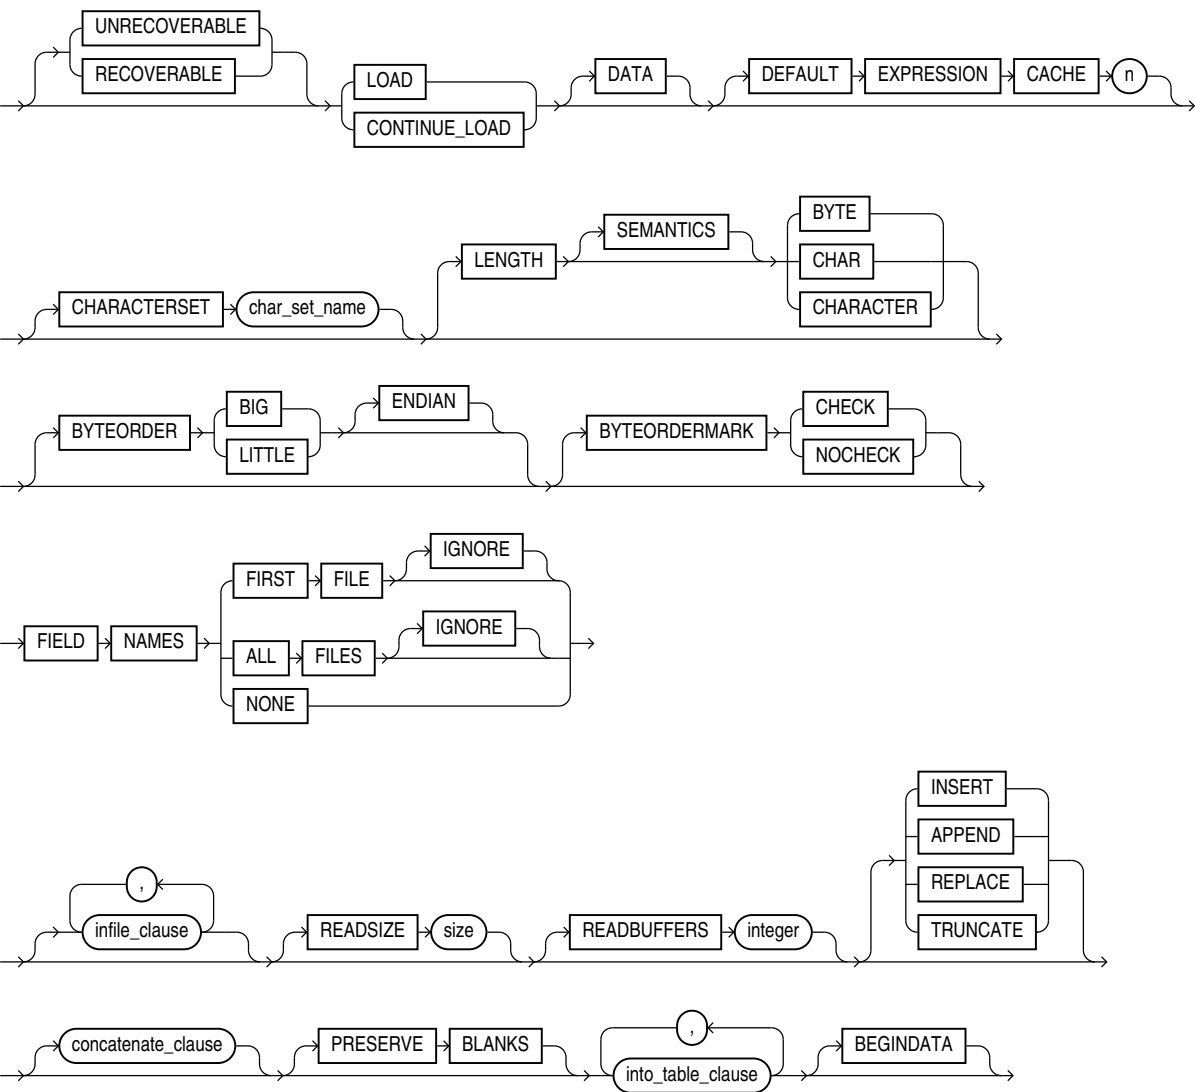 UNRECOVERABLE
RECOVERABLE
LOAD
CONTINUE_LOAD
DATA
DEFAULT EXPRESSION CACHE n
CHARACTERSET char_set_name
LENGTH
SEMANTICS
BYTE
CHAR
CHARACTER
BYTEORDER
BIG
LITTLE
ENDIAN
BYTEORDERMARK
CHECK
NOCHECK
FIELD NAMES
FIRST FILE
IGNORE
ALL FILES
IGNORE
NONE
,
infile_clause
READSIZE size
READBUFFERS integer
INSERT
APPEND
REPLACE
TRUNCATE
concatenate_clause
PRESERVE BLANKS
,
into_table_clause
BEGINDATA